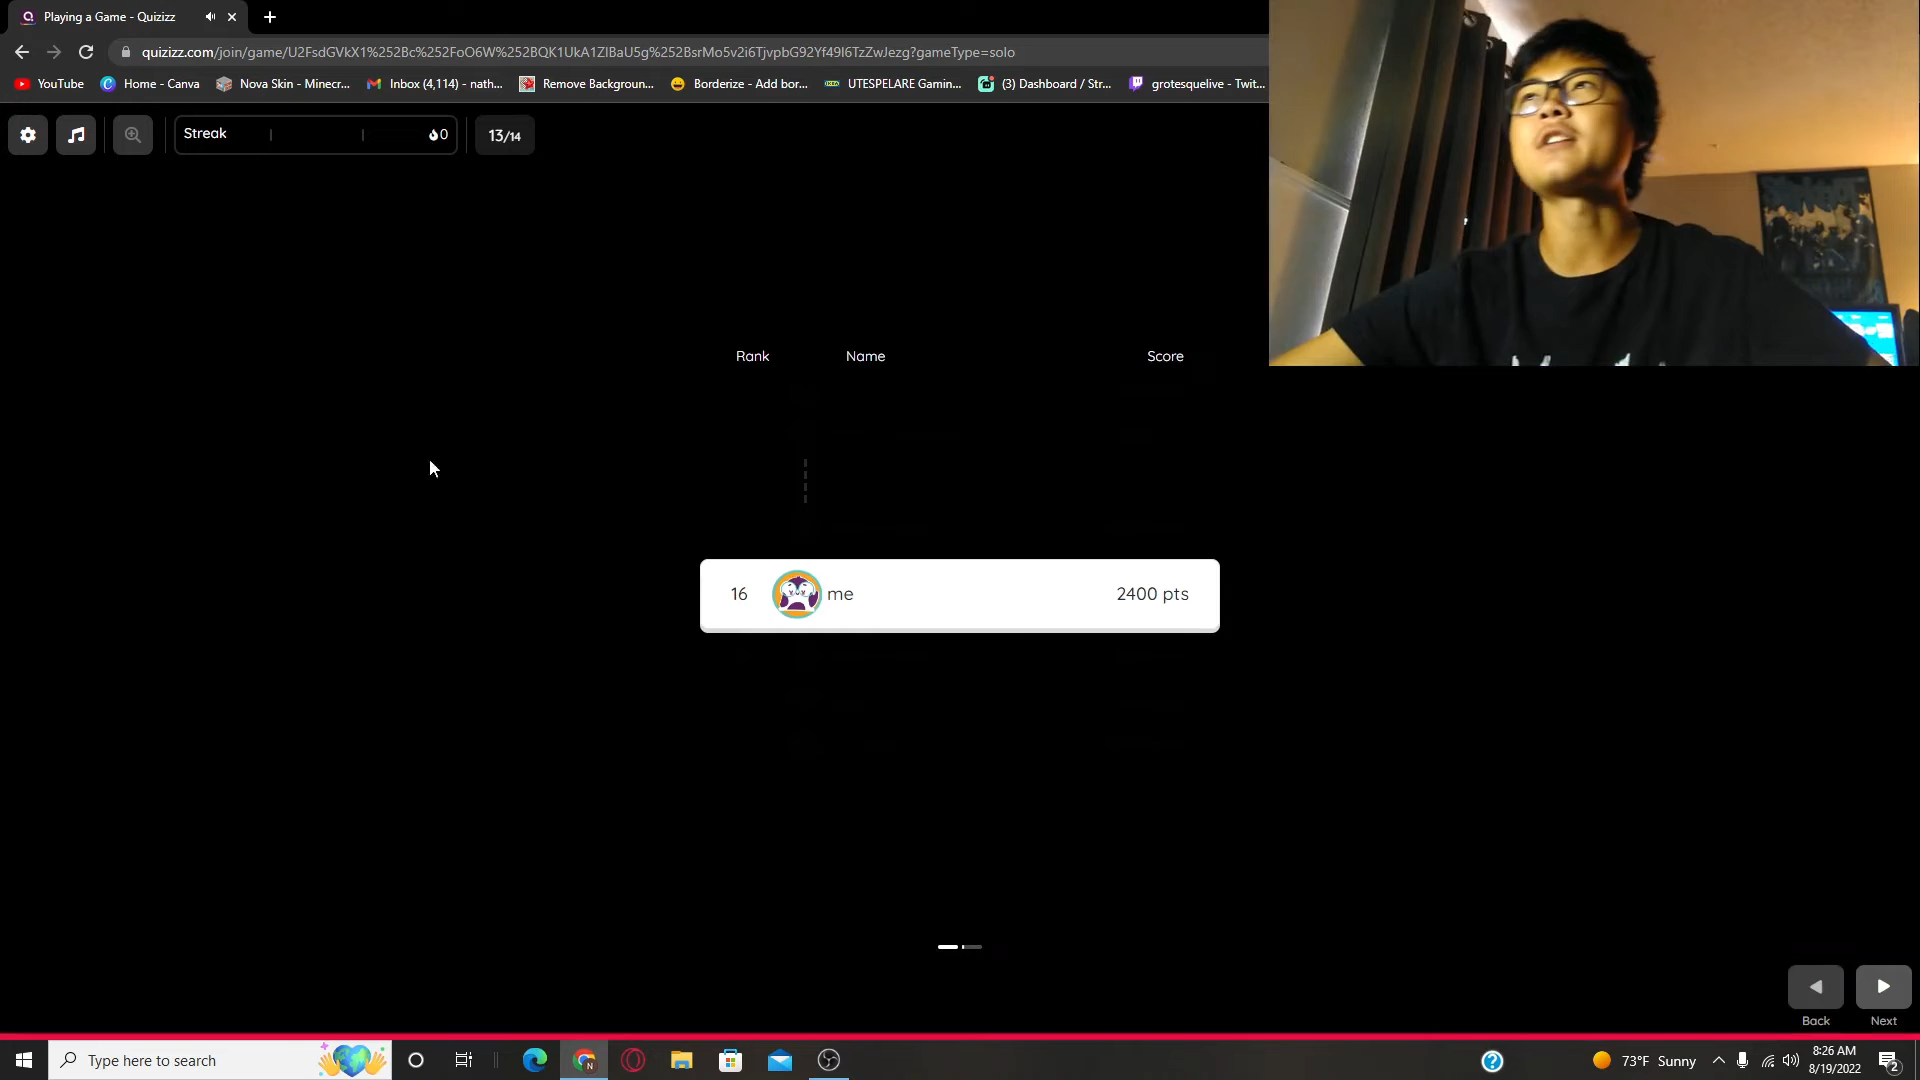 Playing a Game - Quizizz
quizizz.com/join/game/U2FsdGVkX1%252Bc%252FoO6W%252BQK1UkA1ZlBaU5g%252BsrMo5v2i6TjvpbG92Yf49I6TzZwJezg?gameType=solo
YouTube Home - Canva Nova Skin - Minecr... Inbox (4,114) - nath... Remove Backgroun... Borderize - Add bor... UTESPELARE Gamin... (3) Dashboard / Str... grotesquelive - Twit...
Streak 0 13/14
Rank Name Score
16 me 2400 pts
Back Next
Type here to search
73°F Sunny
8:26 AM
8/19/2022
2